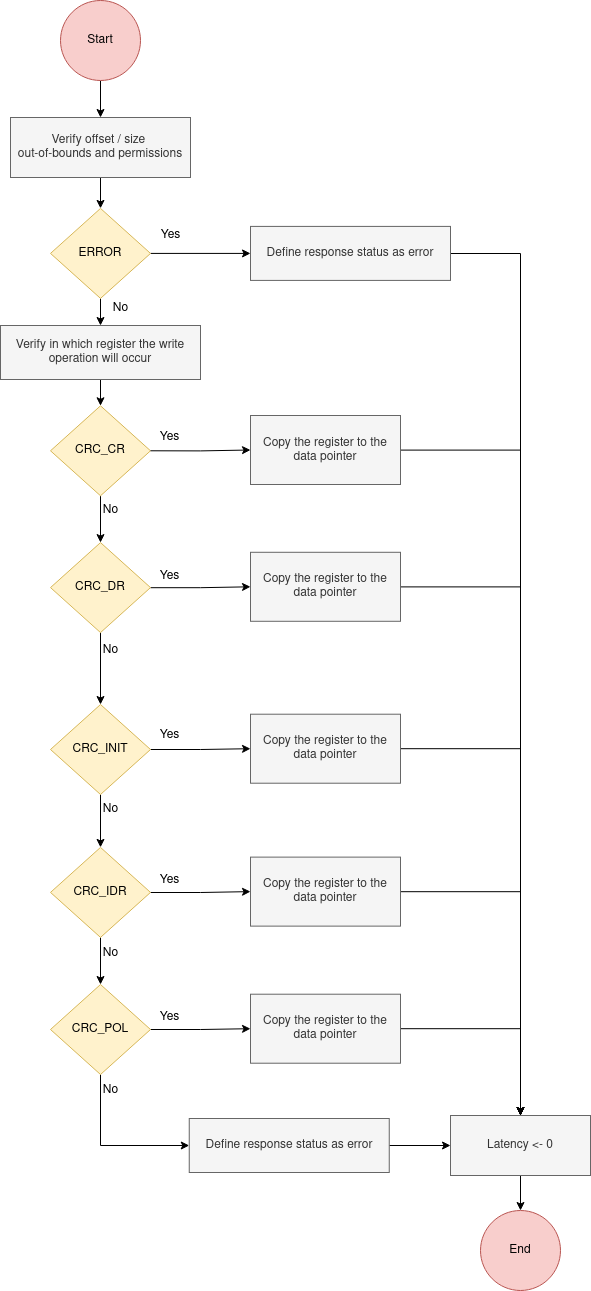 Start
Verify offset / size
out-of-bounds and permissions
ERROR
Yes
Define response status as error
No
Verify in which register the write
operation will occur
CRC_CR
Yes
Copy the register to the
data pointer
No
CRC_DR
Yes
Copy the register to the
data pointer
No
CRC_INIT
Yes
Copy the register to the
data pointer
No
CRC_IDR
Yes
Copy the register to the
data pointer
No
CRC_POL
Yes
Copy the register to the
data pointer
No
Define response status as error
Latency <- 0
End